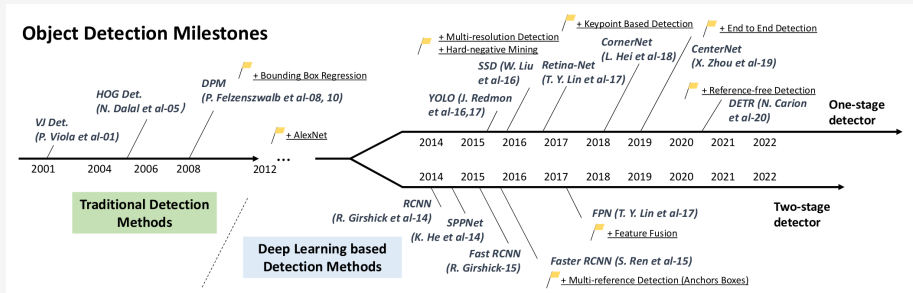 Object Detection Milestones
+ Multi-resolution Detection
+ Hard-negative Mining
+ Keypoint Based Detection
+ End to End Detection
+ Bounding Box Regression
+ AlexNet
+ Reference-free Detection
VJ Det.
(P. Viola et al-01)
HOG Det.
(N. Dalal et al-05)
DPM
(P. Felzenszwalb et al-08, 10)
YOLO (J. Redmon
et al-16,17)
SSD (W. Liu
et al-16)
Retina-Net
(T. Y. Lin et al-17)
CornerNet
(L. Hei et al-18)
CenterNet
(X. Zhou et al-19)
DETR (N. Carion
et al-20)
One-stage
detector
2001 2004 2006 2008 2012 ...
2014 2015 2016 2017 2018 2019 2020 2021 2022
2014 2015 2016 2017 2018 2019 2020 2021 2022
Two-stage
detector
Traditional Detection
Methods
Deep Learning based
Detection Methods
RCNN
(R. Girshick et al-14)
SPPNet
(K. He et al-14)
Fast RCNN
(R. Girshick-15)
Faster RCNN (S. Ren et al-15)
+ Multi-reference Detection (Anchors Boxes)
FPN (T. Y. Lin et al-17)
+ Feature Fusion